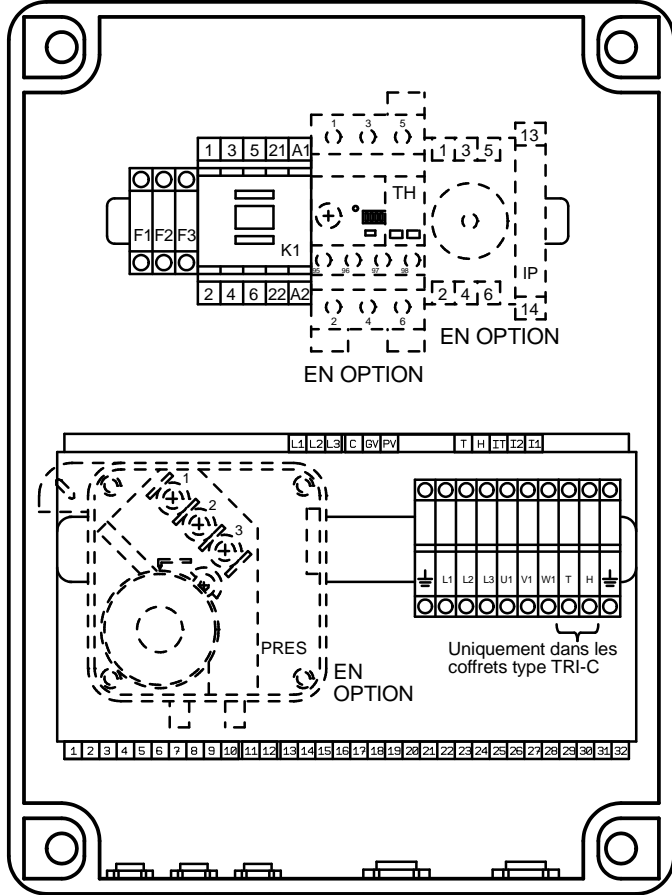 1 3 5
13
1 3 5 21 A1
1 3 5
TH
F1 F2 F3
K1
95 96 97 98
IP
2 4 6 22 A2
2 4 6
2 4 6
14
EN OPTION
EN OPTION
L1 L2 L3 C GV PV T H IT I2 I1
1
2
3
L1 L2 L3 U1 V1 W1 T H
PRES
EN
OPTION
Uniquement dans les
coffrets type TRI-C
1 2 3 4 5 6 7 8 9 10 11 12 13 14 15 16 17 18 19 20 21 22 23 24 25 26 27 28 29 30 31 32